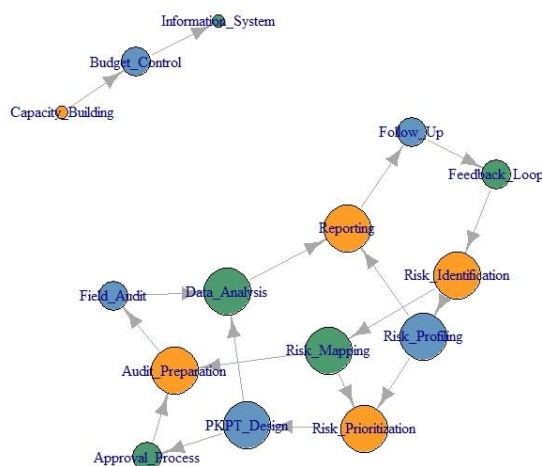 Information_System
Budget_Control
Capacity_Building
Follow_Up
Feedback_Loop
Reporting
Risk_Identification
Field_Audit
Data_Analysis
Risk_Mapping
Risk_Profiling
Audit_Preparation
PKPT_Design
Risk_Prioritization
Approval_Process